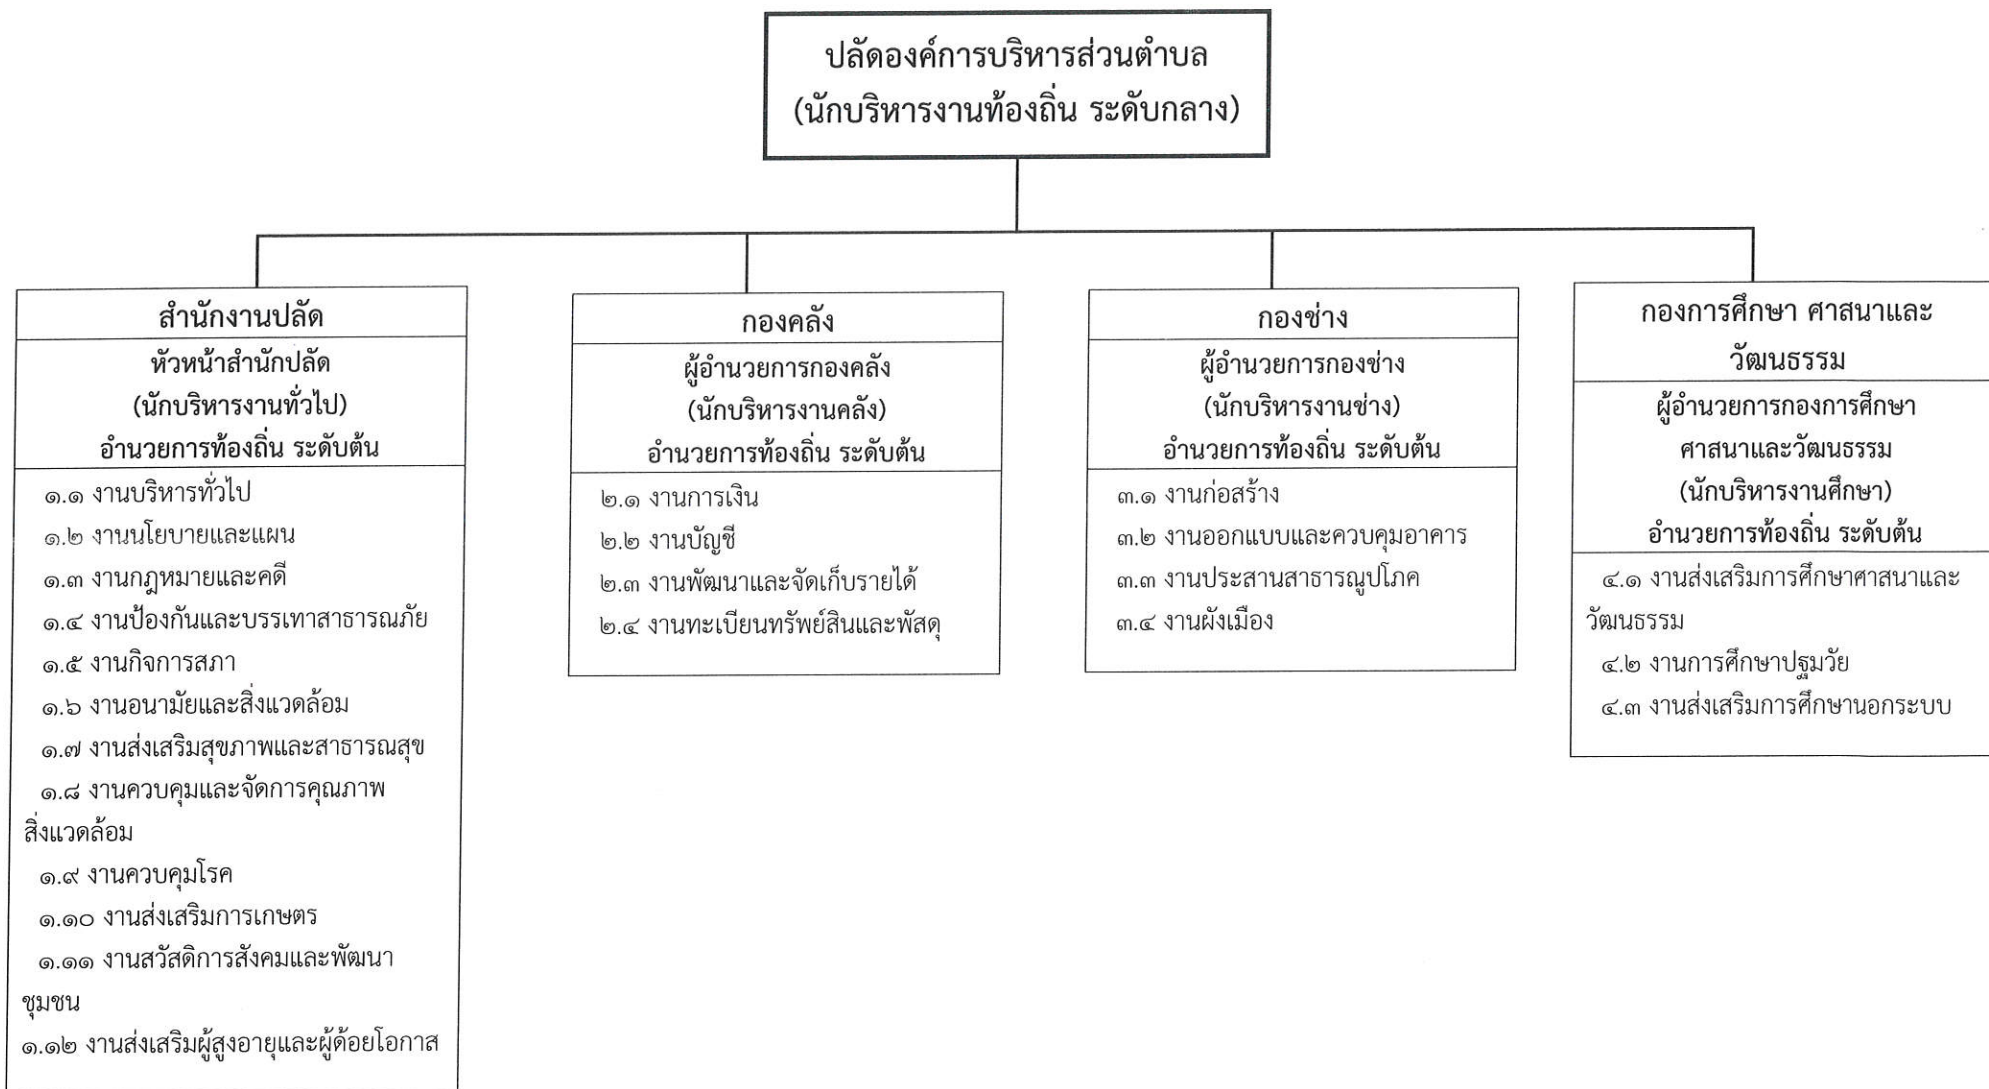 ปลัดองค์การบริหารส่วนตำบล
(นักบริหารงานท้องถิ่น ระดับกลาง)
สำนักงานปลัด
หัวหน้าสำนักปลัด
(นักบริหารงานทั่วไป)
อำนวยการท้องถิ่น ระดับต้น
๑.๑ งานบริหารทั่วไป
๑.๒ งานนโยบายและแผน
๑.๓ งานกฎหมายและคดี
๑.๔ งานป้องกันและบรรเทาสาธารณภัย
๑.๕ งานกิจการสภา
๑.๖ งานอนามัยและสิ่งแวดล้อม
๑.๗ งานส่งเสริมสุขภาพและสาธารณสุข
๑.๘ งานควบคุมและจัดการคุณภาพ
สิ่งแวดล้อม
๑.๙ งานควบคุมโรค
๑.๑๐ งานส่งเสริมการเกษตร
๑.๑๑ งานสวัสดิการสังคมและพัฒนา
ชุมชน
๑.๑๒ งานส่งเสริมผู้สูงอายุและผู้ด้อยโอกาส
กองคลัง
ผู้อำนวยการกองคลัง
(นักบริหารงานคลัง)
อำนวยการท้องถิ่น ระดับต้น
๒.๑ งานการเงิน
๒.๒ งานบัญชี
๒.๓ งานพัฒนาและจัดเก็บรายได้
๒.๔ งานทะเบียนทรัพย์สินและพัสดุ
กองช่าง
ผู้อำนวยการกองช่าง
(นักบริหารงานช่าง)
อำนวยการท้องถิ่น ระดับต้น
๓.๑ งานก่อสร้าง
๓.๒ งานออกแบบและควบคุมอาคาร
๓.๓ งานประสานสาธารณูปโภค
๓.๔ งานผังเมือง
กองการศึกษา ศาสนาและ
วัฒนธรรม
ผู้อำนวยการกองการศึกษา
ศาสนาและวัฒนธรรม
(นักบริหารงานศึกษา)
อำนวยการท้องถิ่น ระดับต้น
๔.๑ งานส่งเสริมการศึกษาศาสนาและ
วัฒนธรรม
๔.๒ งานการศึกษาปฐมวัย
๔.๓ งานส่งเสริมการศึกษานอกระบบ